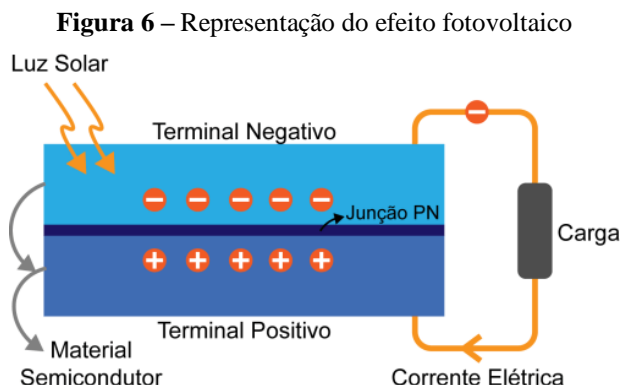 Figura 6 – Representação do efeito fotovoltaico
Luz Solar
Terminal Negativo
Junção PN
Carga
Terminal Positivo
Material
Semicondutor
Corrente Elétrica